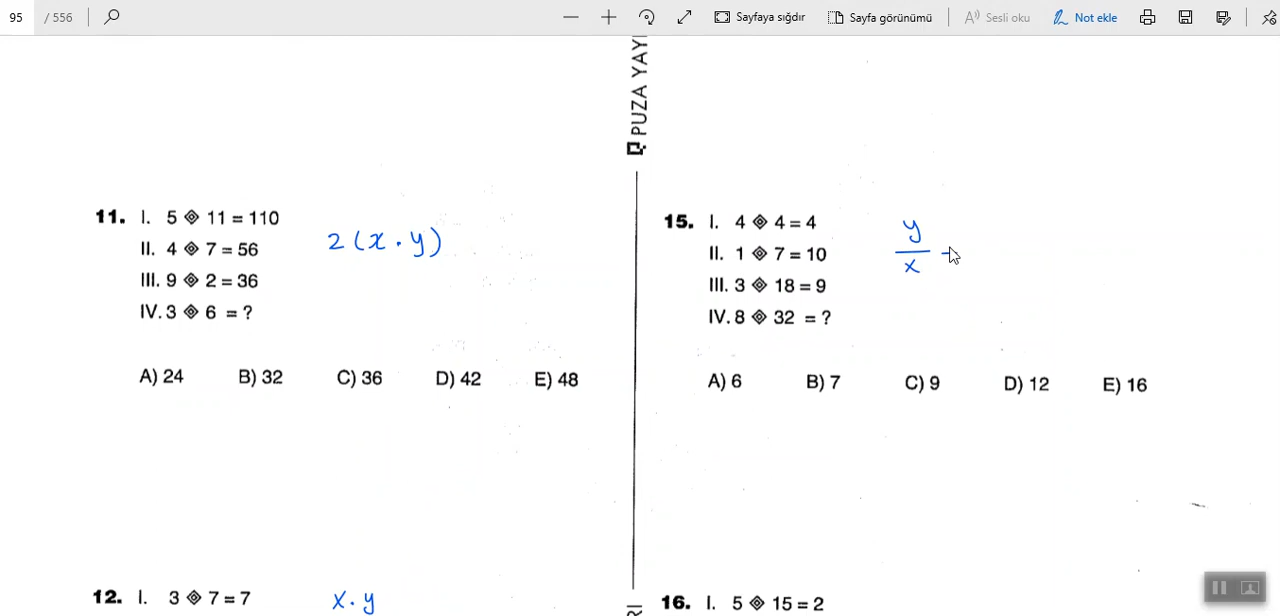 95 / 556 Sayfaya sığdır Sayfa görünümü A Sesli oku Not ekle
PUZA YAYI
11. I. 5 ◈ 11 = 110
II. 4 ◈ 7 = 56
III. 9 ◈ 2 = 36
IV. 3 ◈ 6 = ?
2 (x . y)
A) 24 B) 32 C) 36 D) 42 E) 48
12. I. 3 ◈ 7 = 7
x . y
15. I. 4 ◈ 4 = 4
II. 1 ◈ 7 = 10
III. 3 ◈ 18 = 9
IV. 8 ◈ 32 = ?
y
x
A) 6 B) 7 C) 9 D) 12 E) 16
16. I. 5 ◈ 15 = 2